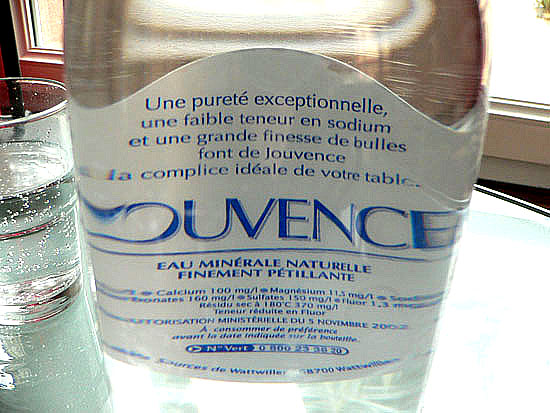 Une pureté exceptionnelle,
une faible teneur en sodium
et une grande finesse de bulles
font de Jouvence
la complice idéale de votre table.
JOUVENCE
EAU MINÉRALE NATURELLE
FINEMENT PÉTILLANTE
Calcium 100 mg/l • Magnésium 11,5 mg/l •
160 mg/l • Sulfates 150 mg/l • Fluor 1,3
Résidu sec à 180°C 370 mg/l
Teneur réduite en Fluor
AUTORISATION MINISTÉRIELLE DU 5 NOVEMBRE 2002
À consommer de préférence
avant la date indiquée sur la bouteille.
N° Vert 0 800 23 38 20
Sources de Wattwiller 68700 Wattwiller